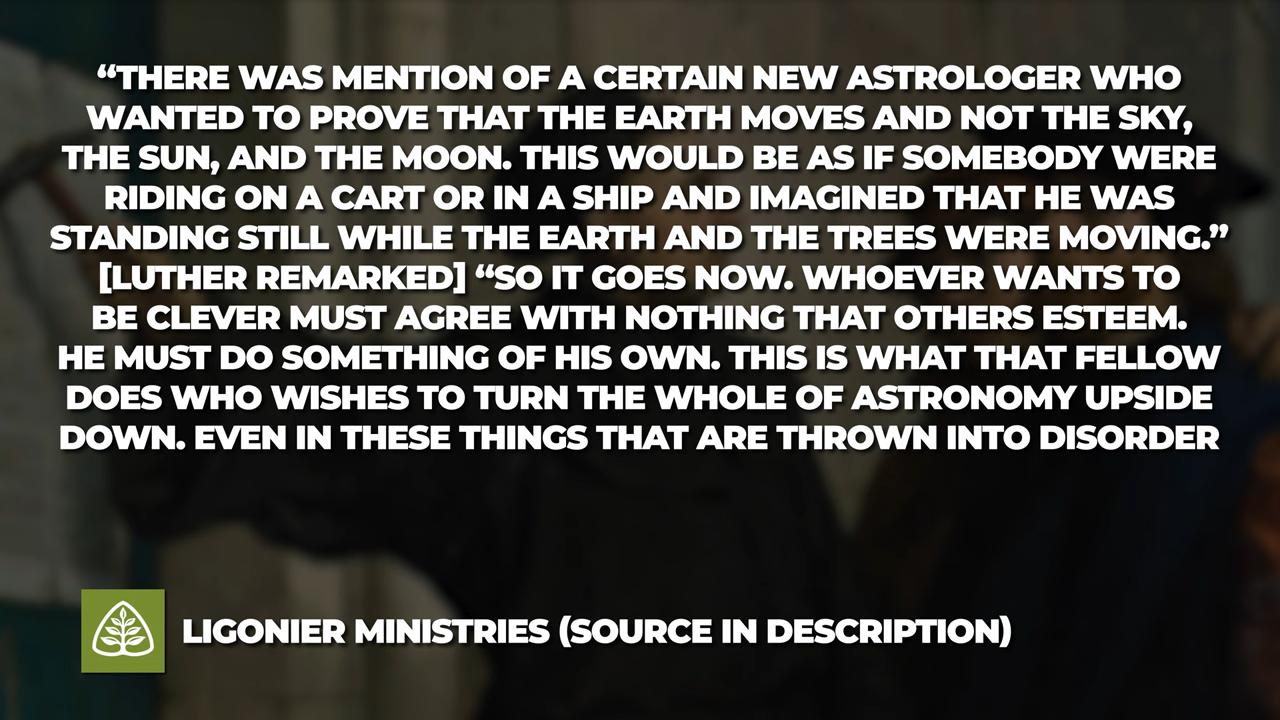 “THERE WAS MENTION OF A CERTAIN NEW ASTROLOGER WHO
WANTED TO PROVE THAT THE EARTH MOVES AND NOT THE SKY,
THE SUN, AND THE MOON. THIS WOULD BE AS IF SOMEBODY WERE
RIDING ON A CART OR IN A SHIP AND IMAGINED THAT HE WAS
STANDING STILL WHILE THE EARTH AND THE TREES WERE MOVING.”
[LUTHER REMARKED] “SO IT GOES NOW. WHOEVER WANTS TO
BE CLEVER MUST AGREE WITH NOTHING THAT OTHERS ESTEEM.
HE MUST DO SOMETHING OF HIS OWN. THIS IS WHAT THAT FELLOW
DOES WHO WISHES TO TURN THE WHOLE OF ASTRONOMY UPSIDE
DOWN. EVEN IN THESE THINGS THAT ARE THROWN INTO DISORDER
LIGONIER MINISTRIES (SOURCE IN DESCRIPTION)